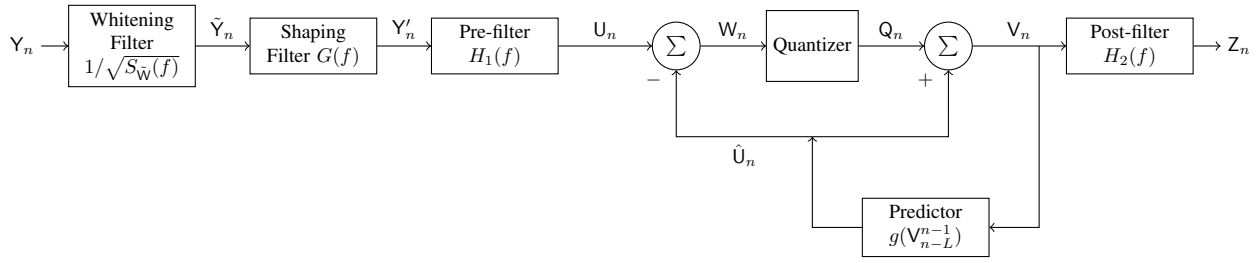 Y_n
Whitening
Filter
1/√S_W̃(f)
Ỹ_n
Shaping
Filter G(f)
Y′_n
Pre-filter
H_1(f)
U_n
∑
−
W_n
Quantizer
Q_n
∑
+
V_n
Post-filter
H_2(f)
Z_n
Û_n
Predictor
g(V_{n−L}^{n−1})